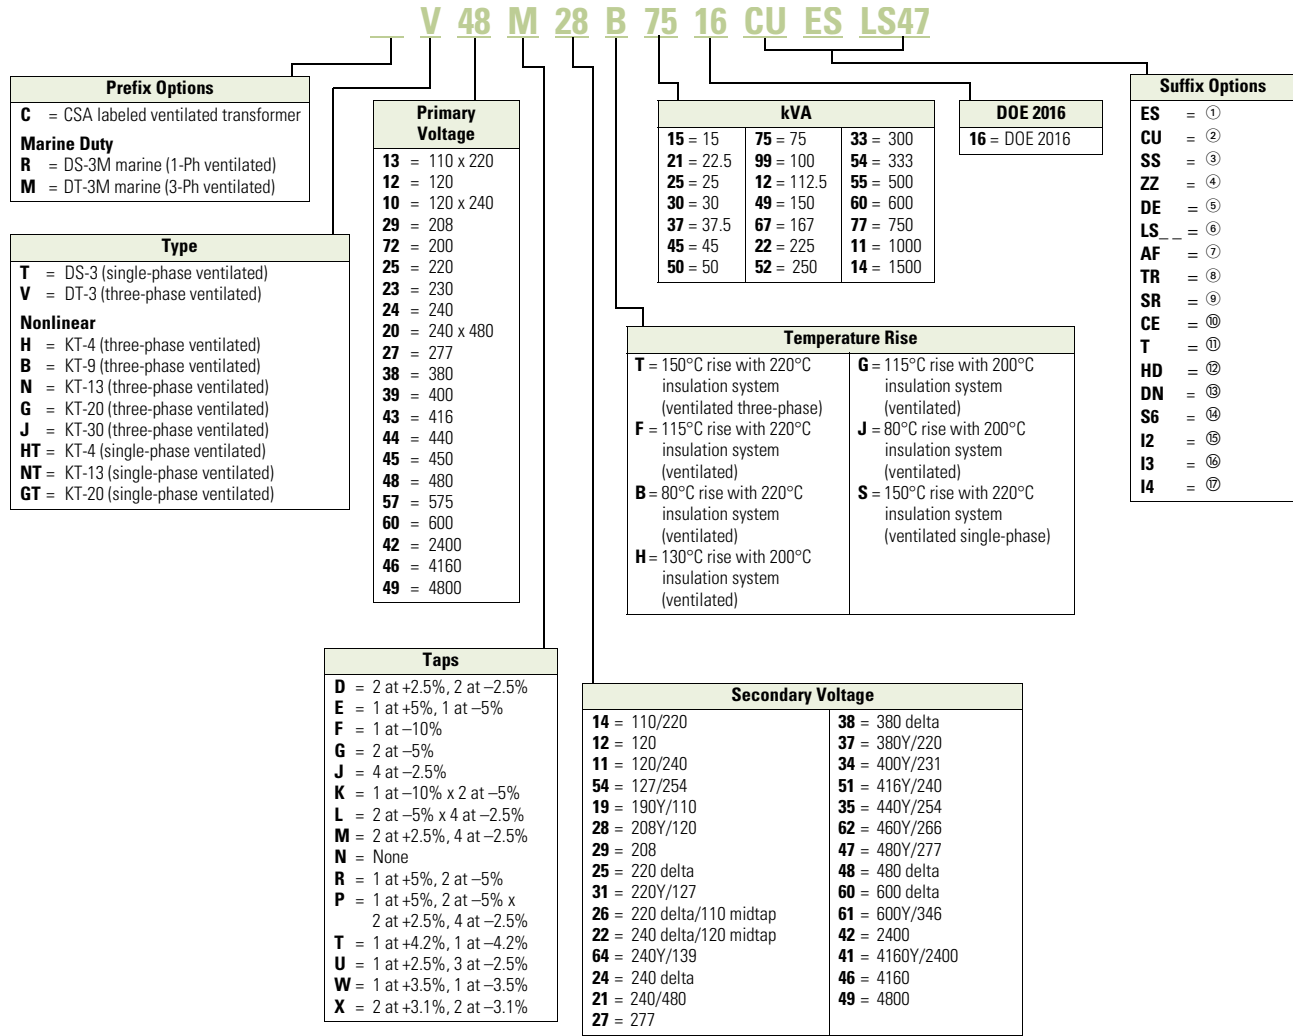 __ V 48 M 28 B 75 16 CU ES LS47
Prefix Options
C = CSA labeled ventilated transformer
Marine Duty
R = DS-3M marine (1-Ph ventilated)
M = DT-3M marine (3-Ph ventilated)
Type
T = DS-3 (single-phase ventilated)
V = DT-3 (three-phase ventilated)
Nonlinear
H = KT-4 (three-phase ventilated)
B = KT-9 (three-phase ventilated)
N = KT-13 (three-phase ventilated)
G = KT-20 (three-phase ventilated)
J = KT-30 (three-phase ventilated)
HT = KT-4 (single-phase ventilated)
NT = KT-13 (single-phase ventilated)
GT = KT-20 (single-phase ventilated)
Primary
Voltage
13 = 110 x 220
12 = 120
10 = 120 x 240
29 = 208
72 = 200
25 = 220
23 = 230
24 = 240
20 = 240 x 480
27 = 277
38 = 380
39 = 400
43 = 416
44 = 440
45 = 450
48 = 480
57 = 575
60 = 600
42 = 2400
46 = 4160
49 = 4800
kVA
15 = 15
21 = 22.5
25 = 25
30 = 30
37 = 37.5
45 = 45
50 = 50
75 = 75
99 = 100
12 = 112.5
49 = 150
67 = 167
22 = 225
52 = 250
33 = 300
54 = 333
55 = 500
60 = 600
77 = 750
11 = 1000
14 = 1500
DOE 2016
16 = DOE 2016
Suffix Options
ES = ①
CU = ②
SS = ③
ZZ = ④
DE = ⑤
LS_ _ = ⑥
AF = ⑦
TR = ⑧
SR = ⑨
CE = ⑩
T = ⑪
HD = ⑫
DN = ⑬
S6 = ⑭
I2 = ⑮
I3 = ⑯
I4 = ⑰
Temperature Rise
T = 150°C rise with 220°C
insulation system
(ventilated three-phase)
F = 115°C rise with 220°C
insulation system
(ventilated)
B = 80°C rise with 220°C
insulation system
(ventilated)
H = 130°C rise with 200°C
insulation system
(ventilated)
G = 115°C rise with 200°C
insulation system
(ventilated)
J = 80°C rise with 200°C
insulation system
(ventilated)
S = 150°C rise with 220°C
insulation system
(ventilated single-phase)
Taps
D = 2 at +2.5%, 2 at –2.5%
E = 1 at +5%, 1 at –5%
F = 1 at –10%
G = 2 at –5%
J = 4 at –2.5%
K = 1 at –10% x 2 at –5%
L = 2 at –5% x 4 at –2.5%
M = 2 at +2.5%, 4 at –2.5%
N = None
R = 1 at +5%, 2 at –5%
P = 1 at +5%, 2 at –5% x
2 at +2.5%, 4 at –2.5%
T = 1 at +4.2%, 1 at –4.2%
U = 1 at +2.5%, 3 at –2.5%
W = 1 at +3.5%, 1 at –3.5%
X = 2 at +3.1%, 2 at –3.1%
Secondary Voltage
14 = 110/220
12 = 120
11 = 120/240
54 = 127/254
19 = 190Y/110
28 = 208Y/120
29 = 208
25 = 220 delta
31 = 220Y/127
26 = 220 delta/110 midtap
22 = 240 delta/120 midtap
64 = 240Y/139
24 = 240 delta
21 = 240/480
27 = 277
38 = 380 delta
37 = 380Y/220
34 = 400Y/231
51 = 416Y/240
35 = 440Y/254
62 = 460Y/266
47 = 480Y/277
48 = 480 delta
60 = 600 delta
61 = 600Y/346
42 = 2400
41 = 4160Y/2400
46 = 4160
49 = 4800